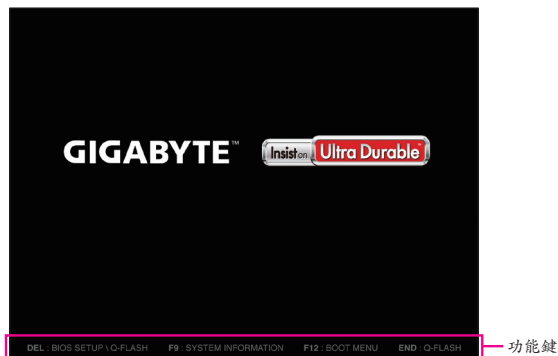 GIGABYTE™
Insist on Ultra Durable™
DEL : BIOS SETUP \ Q-FLASH F9 : SYSTEM INFORMATION F12 : BOOT MENU END : Q-FLASH
功能鍵